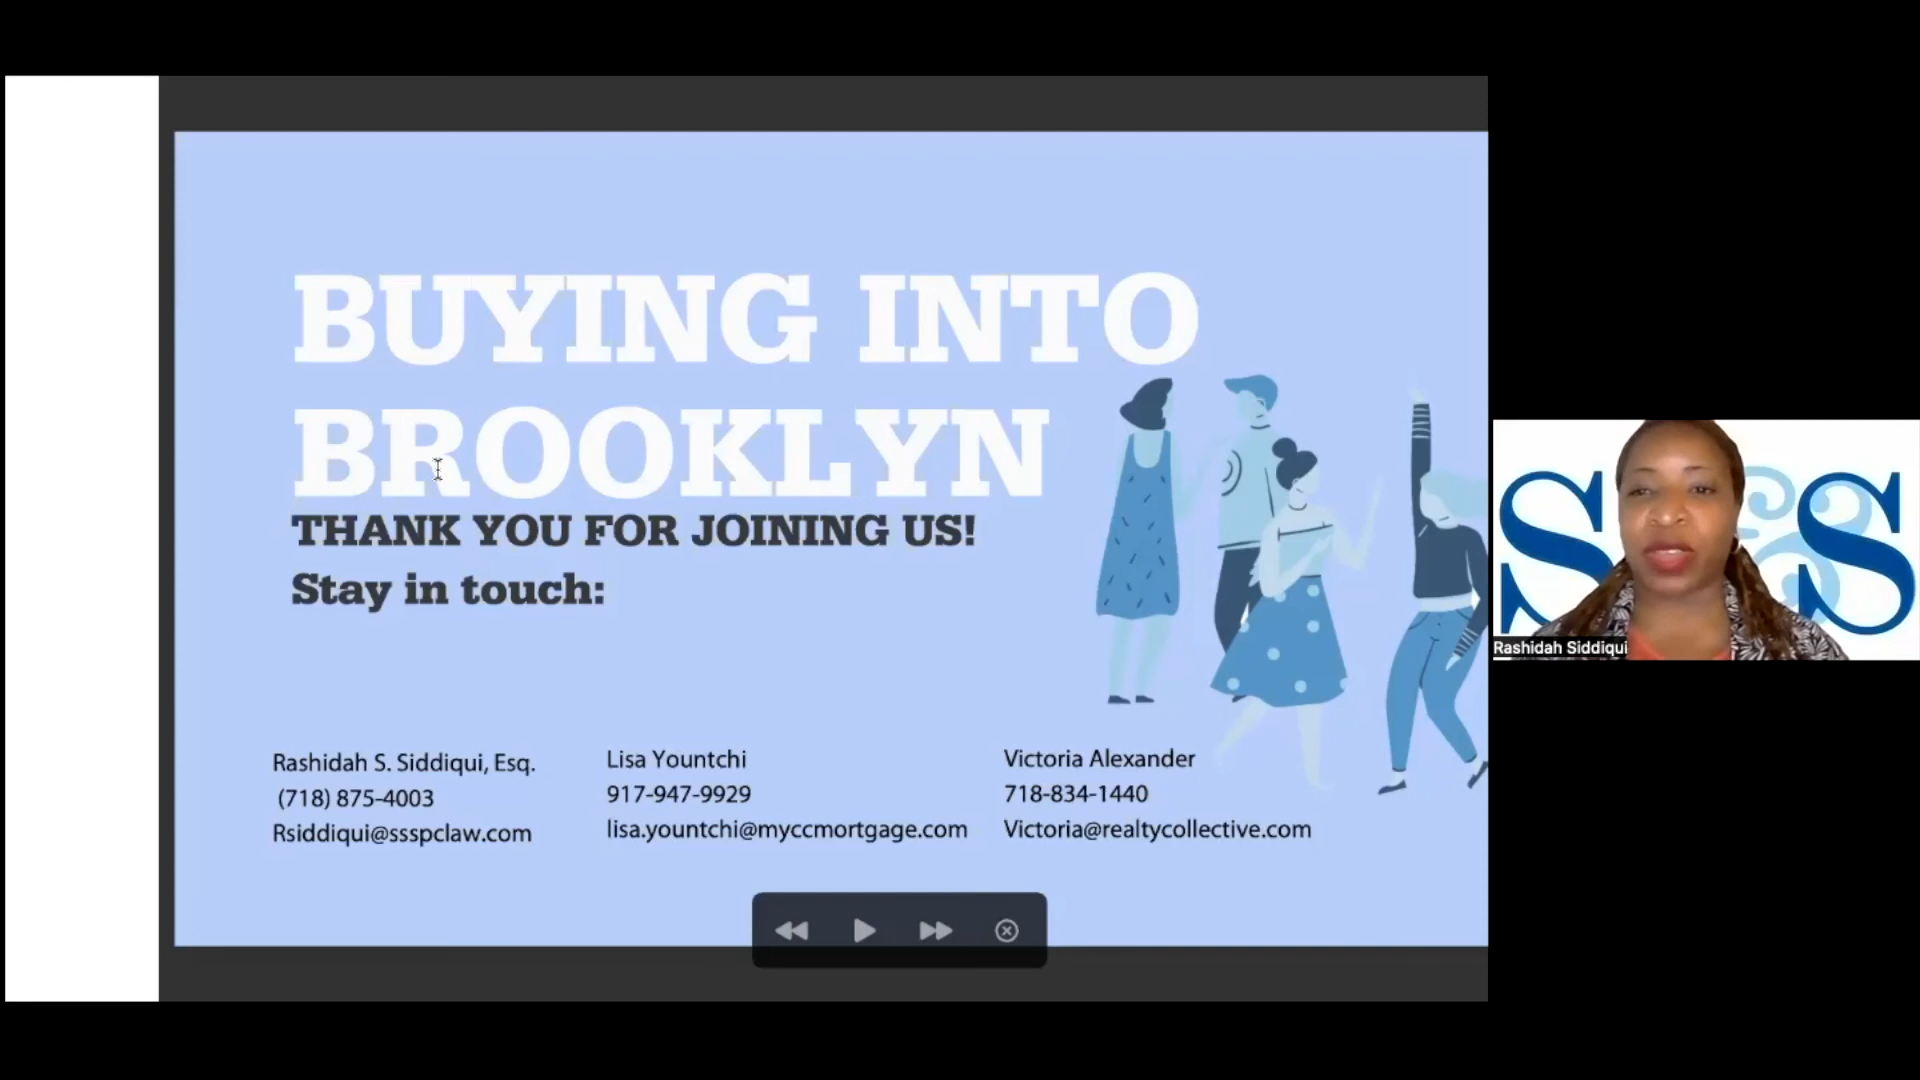 BUYING INTO
BROOKLYN
THANK YOU FOR JOINING US!
Stay in touch:
Rashidah S. Siddiqui, Esq.
(718) 875-4003
Rsiddiqui@ssspclaw.com
Lisa Yountchi
917-947-9929
lisa.yountchi@myccmortgage.com
Victoria Alexander
718-834-1440
Victoria@realtycollective.com
S S
Rashidah Siddiqui